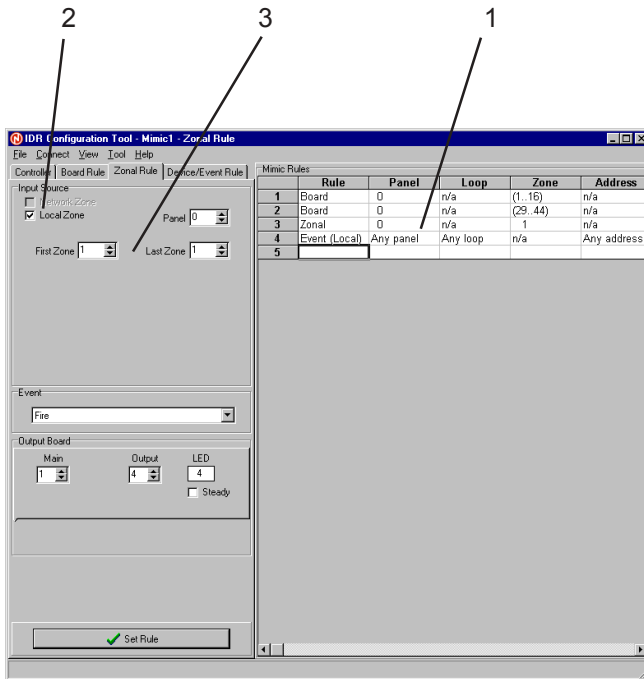 2 3 1
IDR Configuration Tool - Mimic1 - Zonal Rule
File Connect View Tool Help
Controller Board Rule Zonal Rule Device/Event Rule
Input Source
Network Zone
Local Zone
Panel 0
First Zone 1 Last Zone 1
Event
Fire
Output Board
Main Output LED
1 4 4
Steady
Set Rule
Mimic Rules
Rule Panel Loop Zone Address
1 Board 0 n/a (1..16) n/a
2 Board 0 n/a (29..44) n/a
3 Zonal 0 n/a 1 n/a
4 Event (Local) Any panel Any loop n/a Any address
5